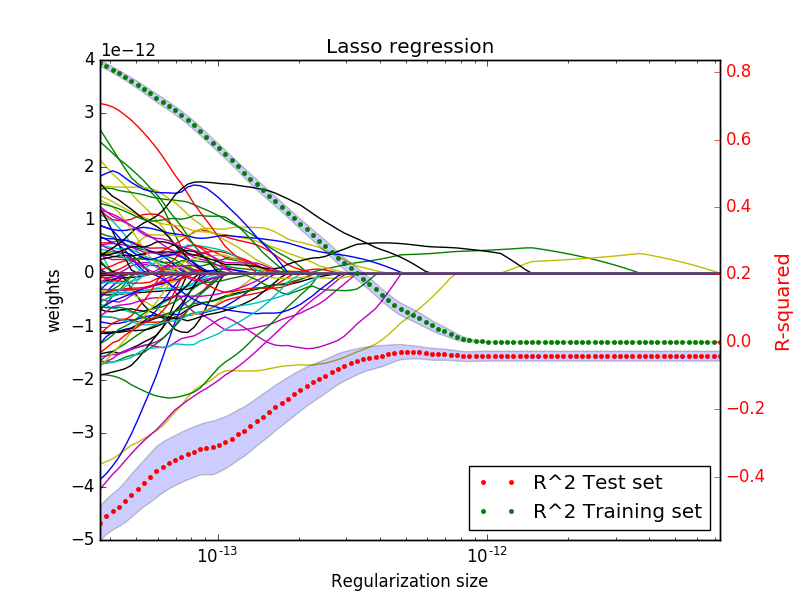 Lasso regression
1e−12
4
3
2
1
0
−1
−2
−3
−4
−5
weights
0.8
0.6
0.4
0.2
0.0
−0.2
−0.4
R-squared
R^2 Test set
R^2 Training set
10^-13
10^-12
Regularization size